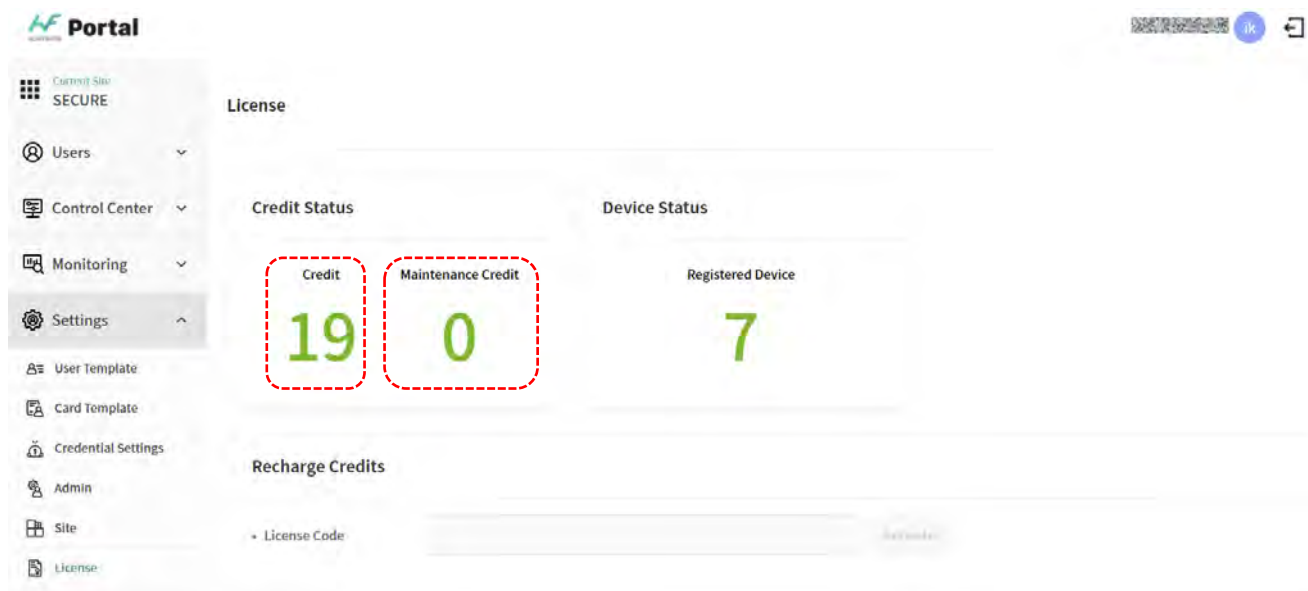 Portal
ik
Current Site
SECURE
License
Users
Control Center
Monitoring
Settings
User Template
Card Template
Credential Settings
Admin
Site
License
Credit Status
Device Status
Credit
Maintenance Credit
Registered Device
19
0
7
Recharge Credits
• License Code